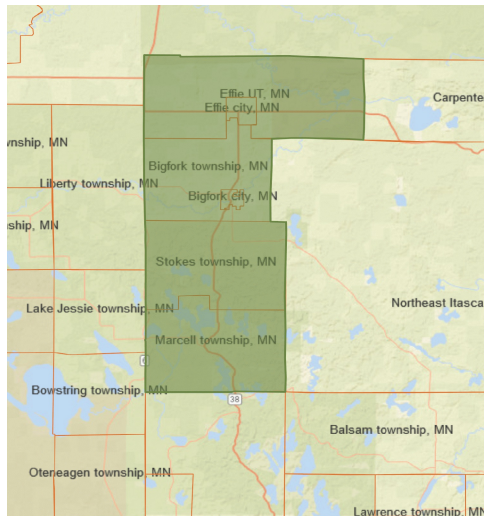 Effie UT, MN
Carpente
Effie city, MN
wnship, MN
Bigfork township, MN
Liberty township, MN
Bigfork city, MN
ship, MN
Stokes township, MN
Lake Jessie township, MN
Northeast Itasca
Marcell township, MN
6
Bowstring township, MN
38
Balsam township, MN
Oteneagen township, MN
Lawrence township, MN